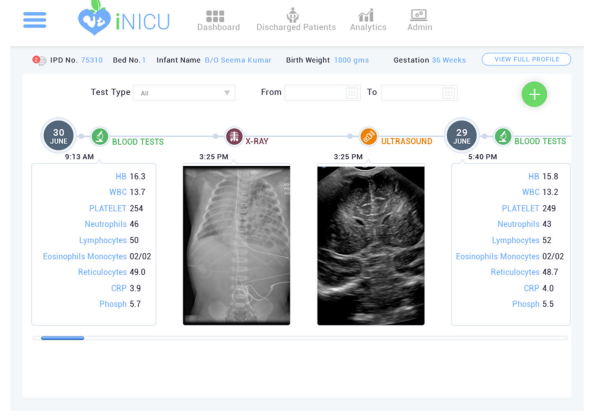 iNICU
Dashboard
Discharged Patients
Analytics
Admin
IPD No. 75310 Bed No. 1 Infant Name B/O Seema Kumar Birth Weight 1800 gms Gestation 36 Weeks VIEW FULL PROFILE
Test Type All From To
30
JUNE
BLOOD TESTS
X-RAY
ULTRASOUND
29
JUNE
BLOOD TESTS
9:13 AM
3:25 PM
3:25 PM
5:40 PM
HB 16.3
WBC 13.7
PLATELET 254
Neutrophils 46
Lymphocytes 50
Eosinophils Monocytes 02/02
Reticulocytes 49.0
CRP 3.9
Phosph 5.7
HB 15.8
WBC 13.2
PLATELET 249
Neutrophils 43
Lymphocytes 52
Eosinophils Monocytes 02/02
Reticulocytes 48.7
CRP 4.0
Phosph 5.5